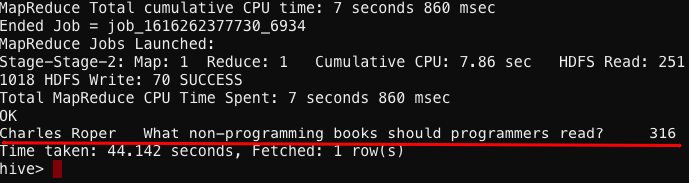 MapReduce Total cumulative CPU time: 7 seconds 860 msec
Ended Job = job_1616262377730_6934
MapReduce Jobs Launched:
Stage-Stage-2: Map: 1  Reduce: 1   Cumulative CPU: 7.86 sec   HDFS Read: 251
1018 HDFS Write: 70 SUCCESS
Total MapReduce CPU Time Spent: 7 seconds 860 msec
OK
Charles Roper   What non-programming books should programmers read?     316
Time taken: 44.142 seconds, Fetched: 1 row(s)
hive>